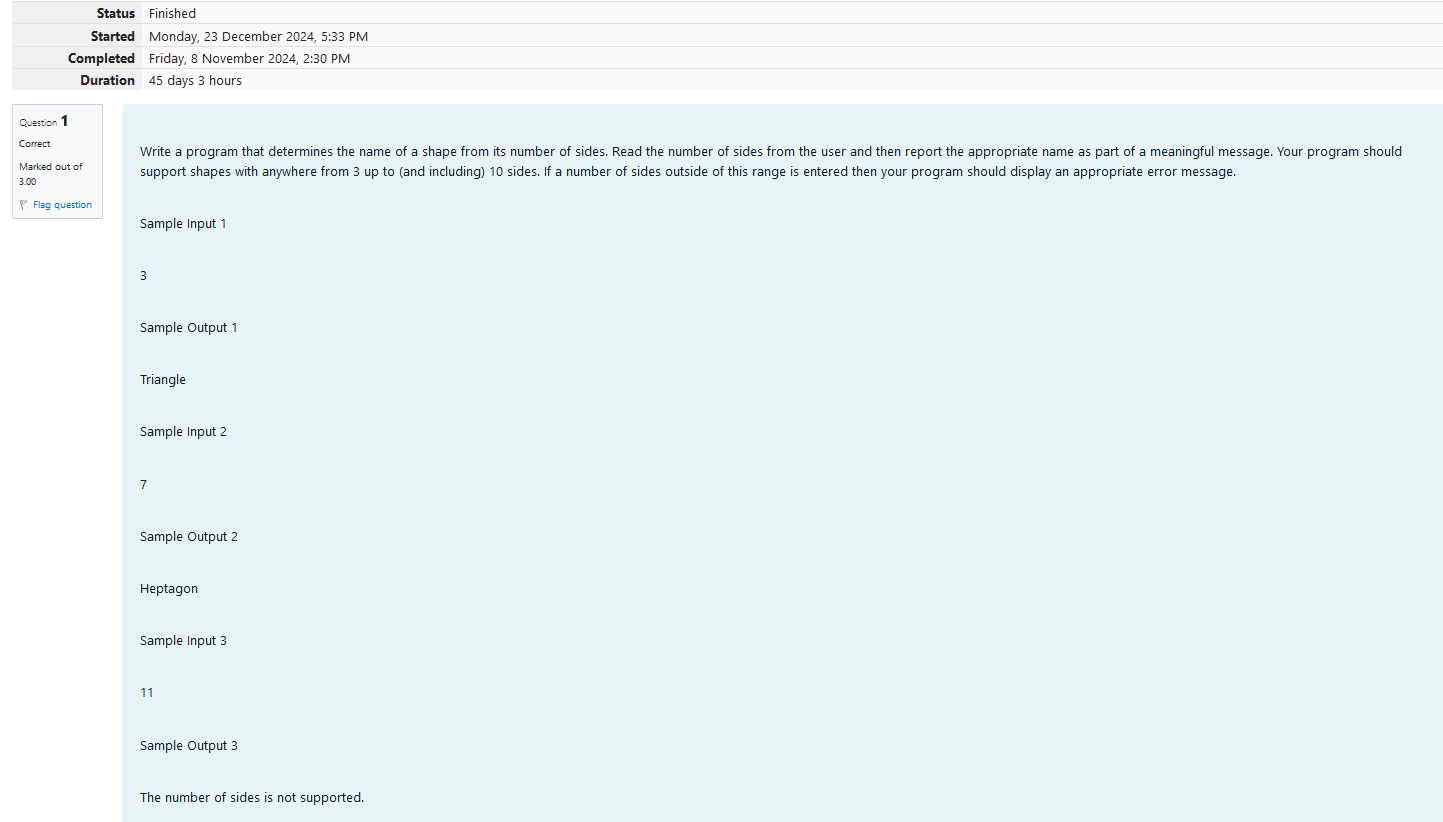 Status Finished
Started Monday, 23 December 2024, 5:33 PM
Completed Friday, 8 November 2024, 2:30 PM
Duration 45 days 3 hours
Question 1
Correct
Marked out of
3.00
Flag question
Write a program that determines the name of a shape from its number of sides. Read the number of sides from the user and then report the appropriate name as part of a meaningful message. Your program should
support shapes with anywhere from 3 up to (and including) 10 sides. If a number of sides outside of this range is entered then your program should display an appropriate error message.
Sample Input 1
3
Sample Output 1
Triangle
Sample Input 2
7
Sample Output 2
Heptagon
Sample Input 3
11
Sample Output 3
The number of sides is not supported.